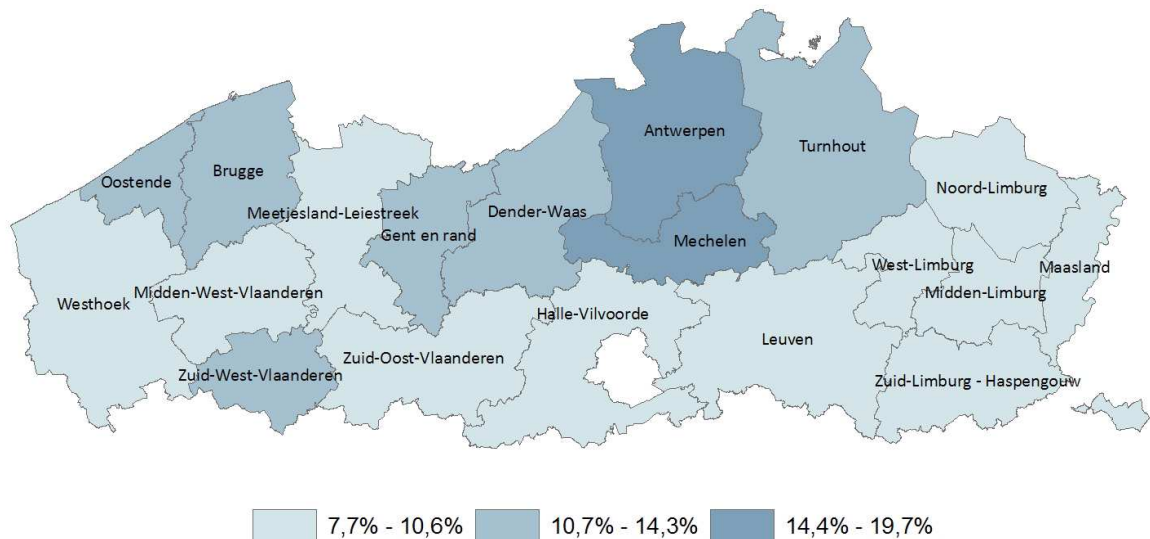 Antwerpen
Turnhout
Brugge
Oostende
Noord-Limburg
Meetjesland-Leiestreek
Dender-Waas
Gent en rand
Mechelen
West-Limburg
Maasland
Midden-West-Vlaanderen
Midden-Limburg
Westhoek
Halle-Vilvoorde
Leuven
Zuid-Oost-Vlaanderen
Zuid-West-Vlaanderen
Zuid-Limburg - Haspengouw
7,7% - 10,6%
10,7% - 14,3%
14,4% - 19,7%